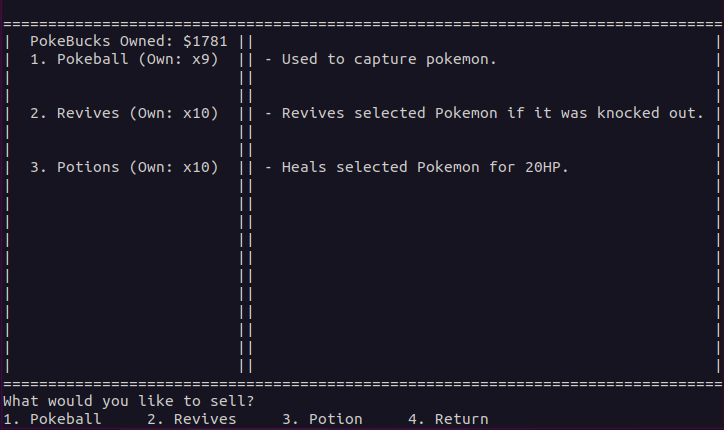 ================================================================================
|  PokeBucks Owned: $1781 ||                                                   |
|  1. Pokeball (Own: x9)  || - Used to capture pokemon.                        |
|                         ||                                                   |
|                         ||                                                   |
|  2. Revives (Own: x10)  || - Revives selected Pokemon if it was knocked out. |
|                         ||                                                   |
|                         ||                                                   |
|  3. Potions (Own: x10)  || - Heals selected Pokemon for 20HP.                |
|                         ||                                                   |
|                         ||                                                   |
|                         ||                                                   |
|                         ||                                                   |
|                         ||                                                   |
|                         ||                                                   |
|                         ||                                                   |
|                         ||                                                   |
|                         ||                                                   |
|                         ||                                                   |
|                         ||                                                   |
================================================================================
What would you like to sell?
1. Pokeball     2. Revives     3. Potion     4. Return